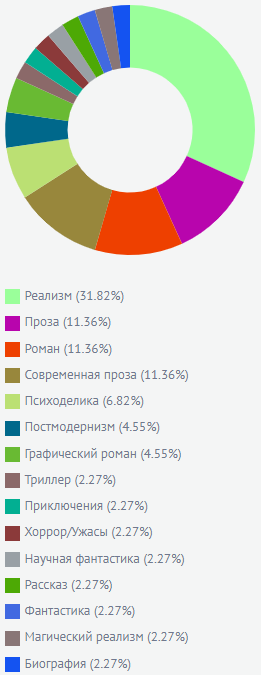 Реализм (31.82%)
Проза (11.36%)
Роман (11.36%)
Современная проза (11.36%)
Психоделика (6.82%)
Постмодернизм (4.55%)
Графический роман (4.55%)
Триллер (2.27%)
Приключения (2.27%)
Хоррор/Ужасы (2.27%)
Научная фантастика (2.27%)
Рассказ (2.27%)
Фантастика (2.27%)
Магический реализм (2.27%)
Биография (2.27%)